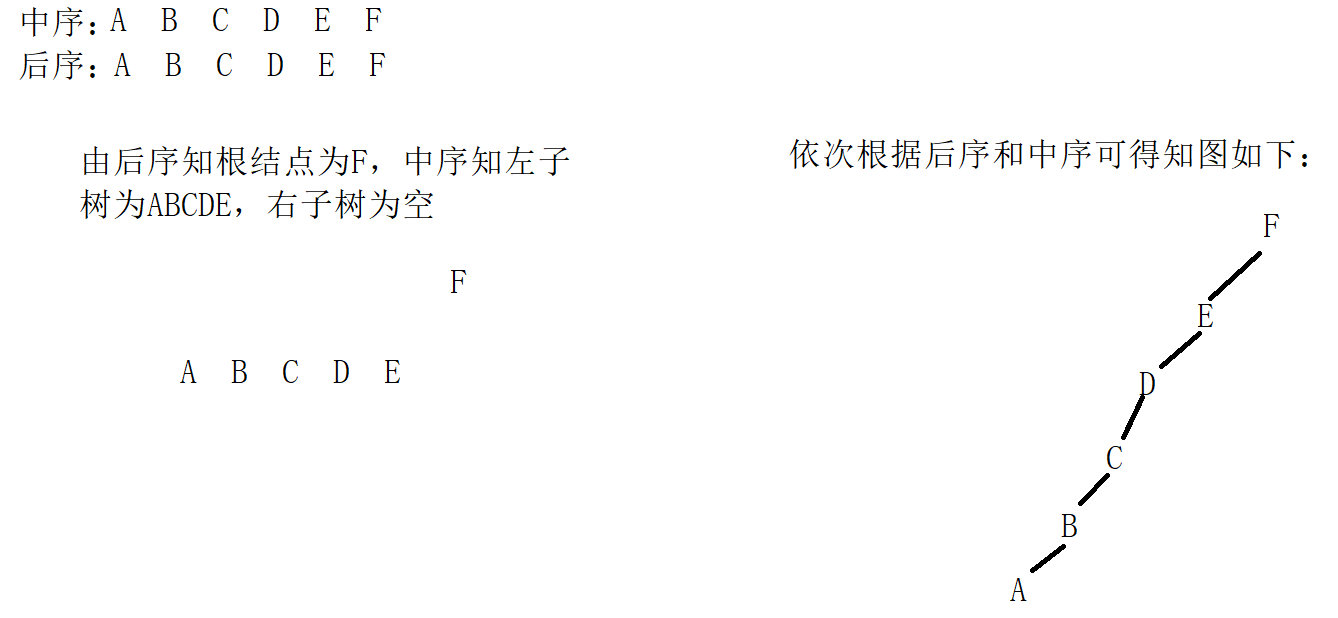 中序：A B C D E F
后序：A B C D E F
由后序知根结点为F，中序知左子
树为ABCDE，右子树为空
F
A B C D E
依次根据后序和中序可得知图如下：
F
E
D
C
B
A